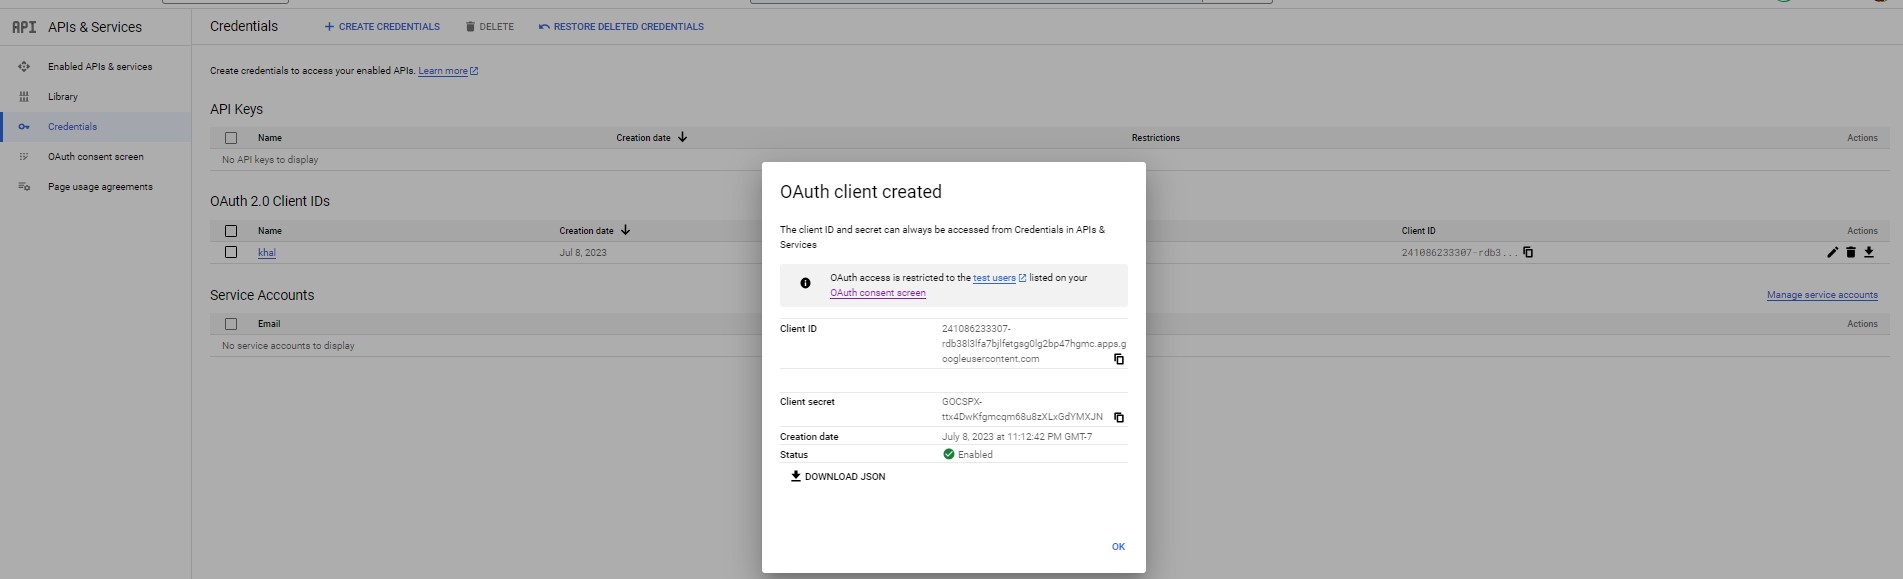 API APIs & Services
Credentials
CREATE CREDENTIALS
DELETE
RESTORE DELETED CREDENTIALS
Enabled APIs & services
Library
Credentials
OAuth consent screen
Page usage agreements
Create credentials to access your enabled APIs. Learn more
API Keys
Name Creation date Restrictions Actions
No API keys to display
OAuth 2.0 Client IDs
Name Creation date Client ID Actions
khal Jul 8, 2023 241086233307-rdb3...
Service Accounts
Manage service accounts
Email Actions
No service accounts to display
OAuth client created
The client ID and secret can always be accessed from Credentials in APIs &
Services
OAuth access is restricted to the test users listed on your
OAuth consent screen
Client ID 241086233307-
rdb38l3lfa7bjlfetgsg0lg2bp47hgmc.apps.g
oogleusercontent.com
Client secret GOCSPX-
ttx4DwKfgmcqm68u8zXLxGdYMXJN
Creation date July 8, 2023 at 11:12:42 PM GMT-7
Status Enabled
DOWNLOAD JSON
OK